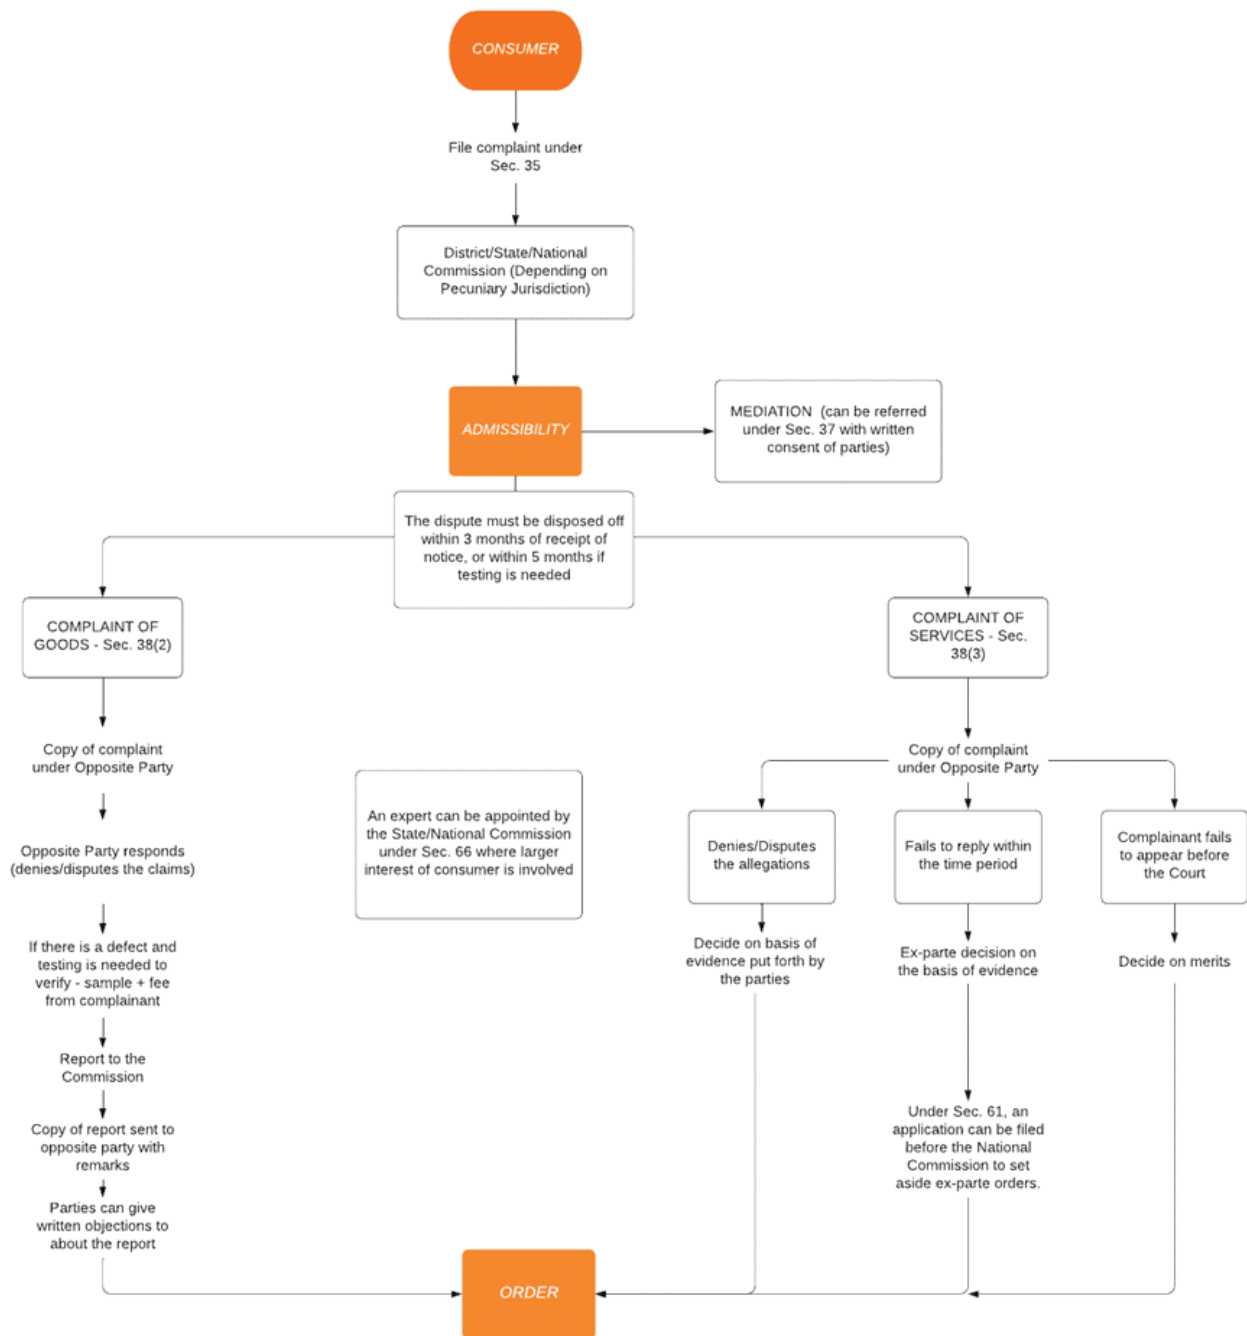 CONSUMER
File complaint under
Sec. 35
District/State/National
Commission (Depending on
Pecuniary Jurisdiction)
ADMISSIBILITY
MEDIATION (can be referred
under Sec. 37 with written
consent of parties)
The dispute must be disposed off
within 3 months of receipt of
notice, or within 5 months if
testing is needed
COMPLAINT OF
GOODS - Sec. 38(2)
Copy of complaint
under Opposite Party
Opposite Party responds
(denies/disputes the claims)
If there is a defect and
testing is needed to
verify - sample + fee
from complainant
Report to the
Commission
Copy of report sent to
opposite party with
remarks
Parties can give
written objections to
about the report
An expert can be appointed by
the State/National Commission
under Sec. 66 where larger
interest of consumer is involved
COMPLAINT OF
SERVICES - Sec.
38(3)
Copy of complaint
under Opposite Party
Denies/Disputes
the allegations
Decide on basis of
evidence put forth by
the parties
Fails to reply within
the time period
Ex-parte decision on
the basis of evidence
Under Sec. 61, an
application can be filed
before the National
Commission to set
aside ex-parte orders.
Complainant fails
to appear before
the Court
Decide on merits
ORDER